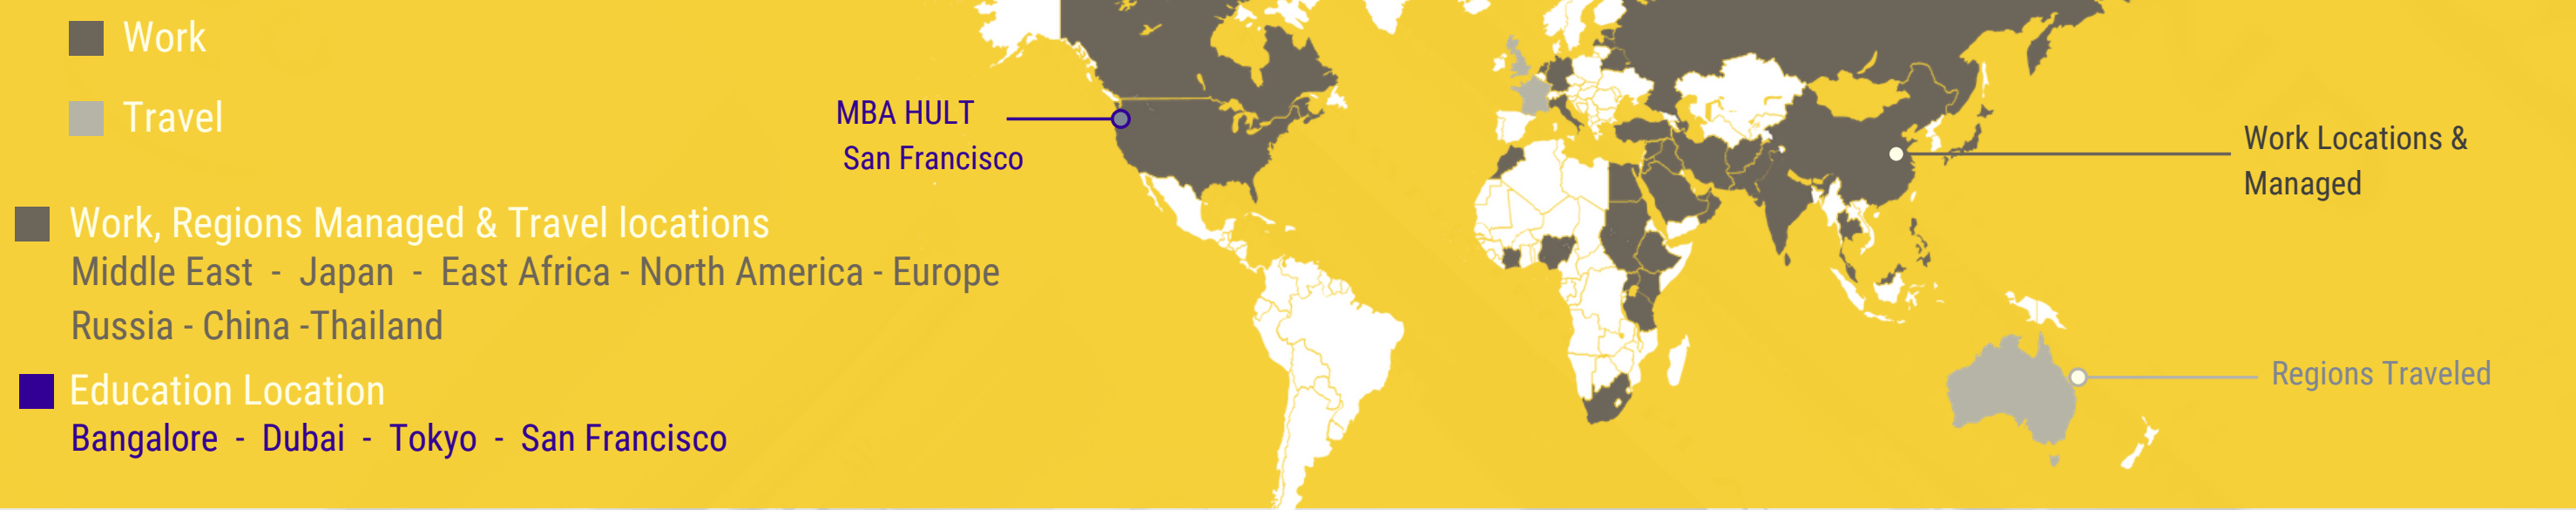 Work
Travel
Work, Regions Managed & Travel locations
Middle East - Japan - East Africa - North America - Europe
Russia - China -Thailand
Education Location
Bangalore - Dubai - Tokyo - San Francisco
MBA HULT
San Francisco
Work Locations &
Managed
Regions Traveled